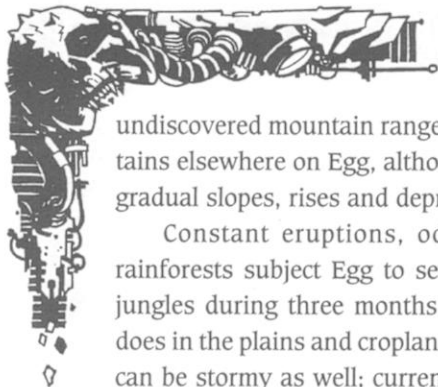 undiscovered mountain range
tains elsewhere on Egg, altho
gradual slopes, rises and depr
Constant eruptions, oc
rainforests subject Egg to se
jungles during three months
does in the plains and croplan
can be stormy as well: curren